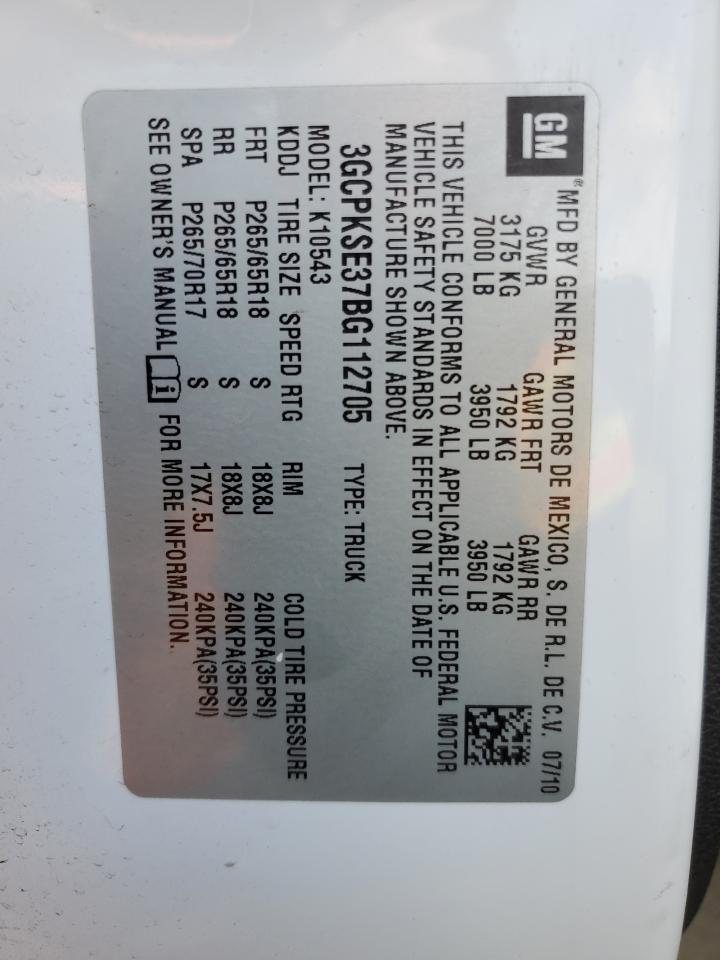 GM
®MFD BY GENERAL MOTORS DE MEXICO, S. DE R.L. DE C.V. 07/10
GVWR GAWR FRT GAWR RR
3175 KG 1792 KG 1792 KG
7000 LB 3950 LB 3950 LB
THIS VEHICLE CONFORMS TO ALL APPLICABLE U.S. FEDERAL MOTOR
VEHICLE SAFETY STANDARDS IN EFFECT ON THE DATE OF
MANUFACTURE SHOWN ABOVE.
3GCPKSE37BG112705 TYPE: TRUCK
MODEL: K10543
KDDJ TIRE SIZE SPEED RTG RIM COLD TIRE PRESSURE
FRT P265/65R18 S 18X8J 240KPA(35PSI)
RR P265/65R18 S 18X8J 240KPA(35PSI)
SPA P265/70R17 S 17X7.5J 240KPA(35PSI)
SEE OWNER'S MANUAL i FOR MORE INFORMATION.